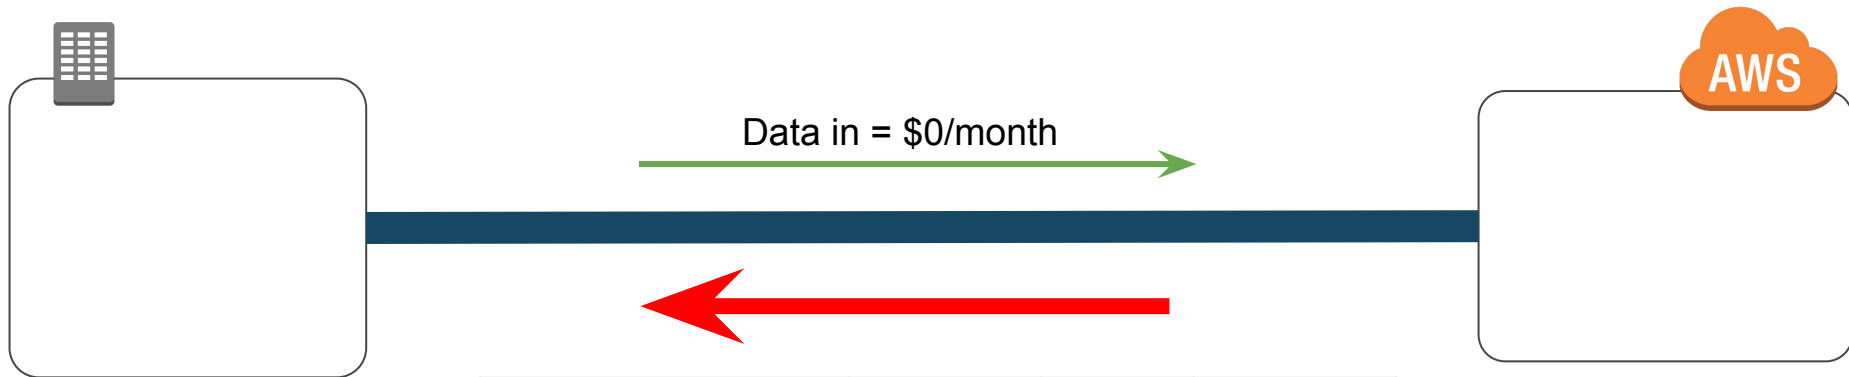 AWS
Data in = $0/month